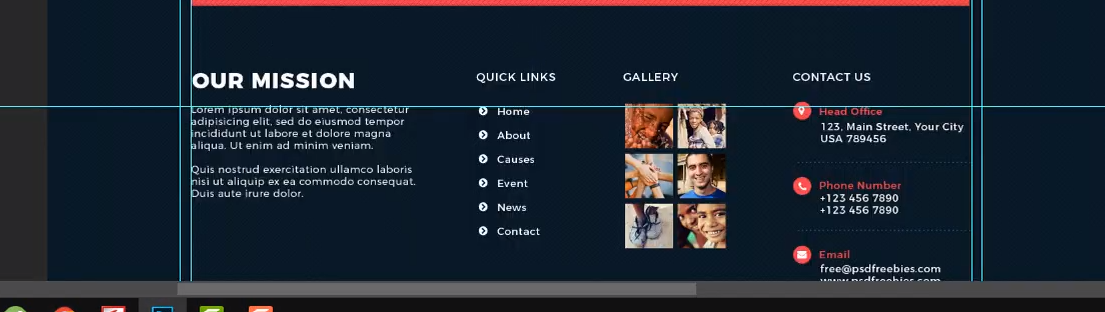 OUR MISSION
Lorem ipsum dolor sit amet, consectetur
adipisicing elit, sed do eiusmod tempor
incididunt ut labore et dolore magna
aliqua. Ut enim ad minim veniam.
Quis nostrud exercitation ullamco laboris
nisi ut aliquip ex ea commodo consequat.
Duis aute irure dolor.
QUICK LINKS
Home
About
Causes
Event
News
Contact
GALLERY
CONTACT US
Head Office
123, Main Street, Your City
USA 789456
Phone Number
+123 456 7890
+123 456 7890
Email
free@psdfreebies.com
www.psdfreebies.com